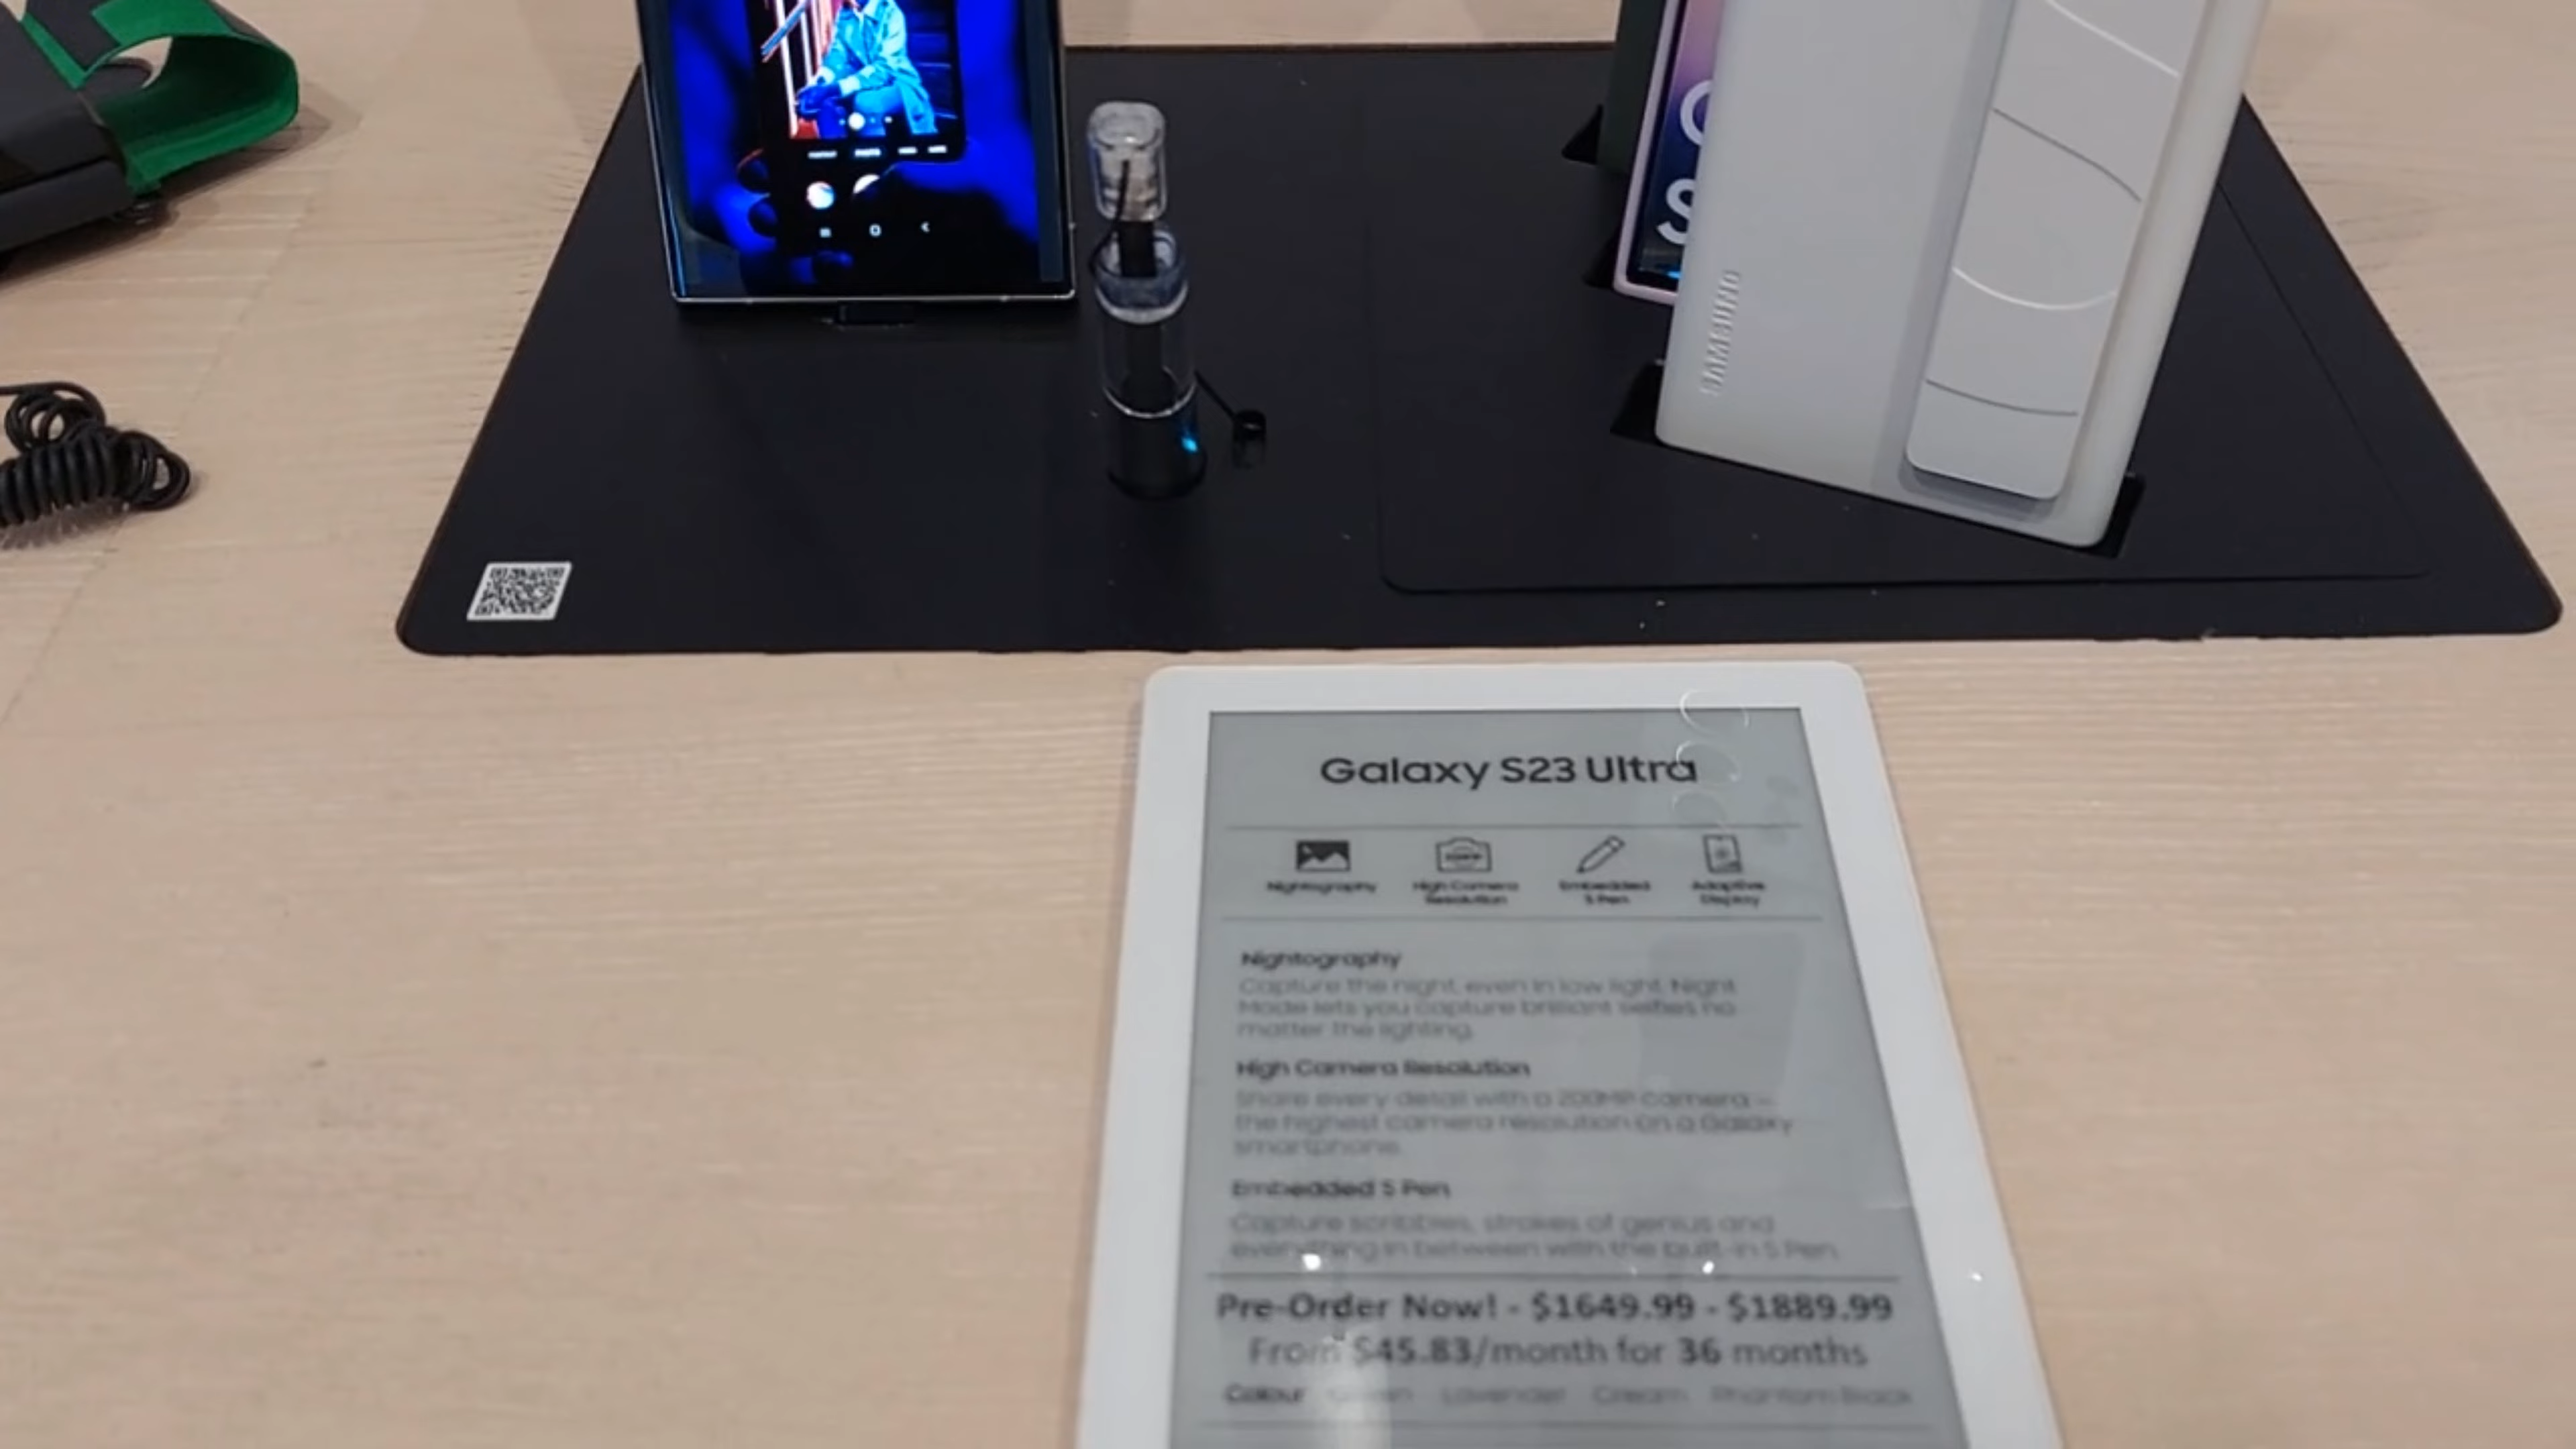 SAMSUNG
Galaxy S23 Ultra
Nightography
High Camera
Resolution
Embedded
S Pen
Adaptive
Display
Nightography
Capture the night, even in low light. Night
Mode lets you capture brilliant selfies no
matter the lighting.
High Camera Resolution
Share every detail with a 200MP camera –
the highest camera resolution on a Galaxy
smartphone.
Embedded S Pen
Capture scribbles, strokes of genius and
everything in between with the built-in S Pen.
Pre-Order Now! - $1649.99 - $1889.99
From $45.83/month for 36 months
Colour Green Lavender Cream Phantom Black